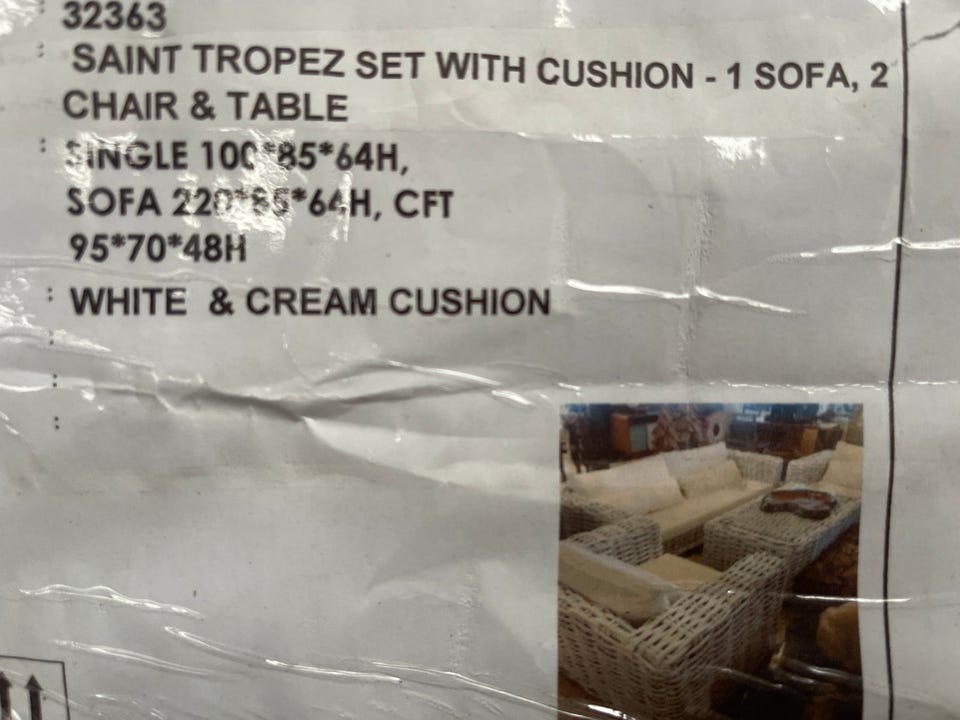 32363
: SAINT TROPEZ SET WITH CUSHION - 1 SOFA, 2
CHAIR & TABLE
: SINGLE 100*85*64H,
SOFA 220*85*64H, CFT
95*70*48H
: WHITE & CREAM CUSHION
:
:
: